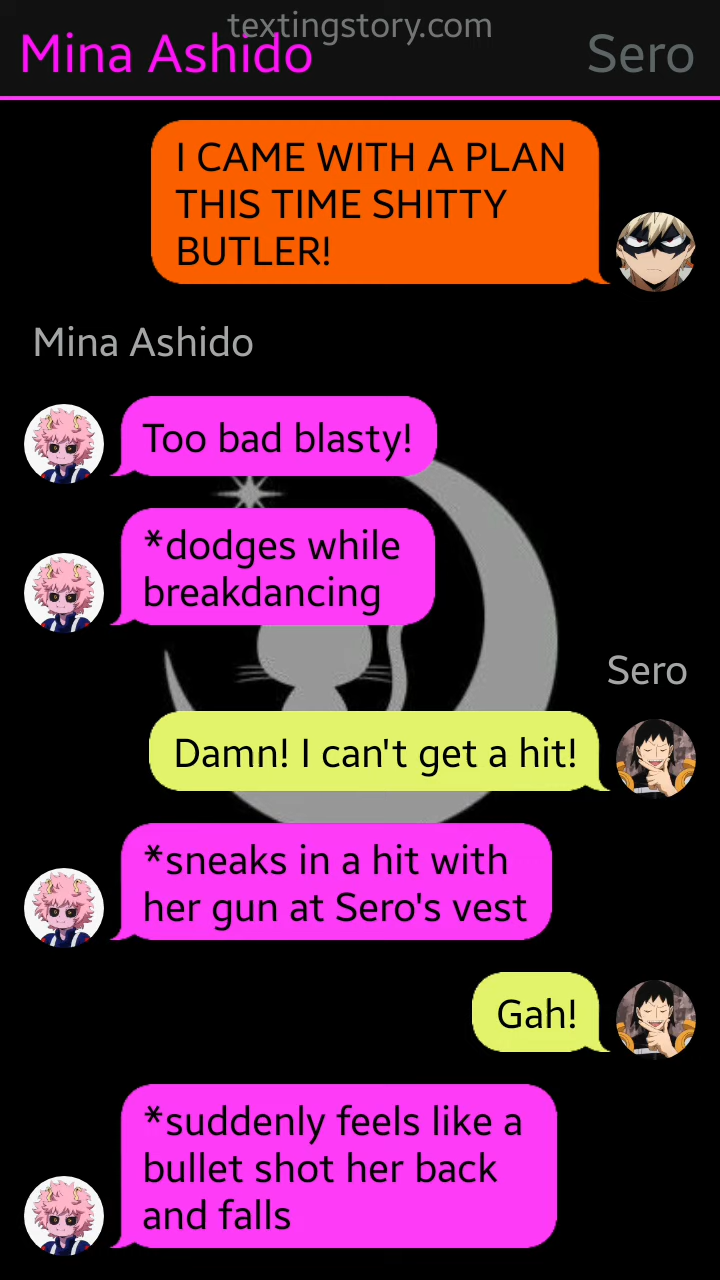 textingstory.com
Mina Ashido
Sero
I CAME WITH A PLAN
THIS TIME SHITTY
BUTLER!
Mina Ashido
Too bad blasty!
*dodges while
breakdancing
Sero
Damn! I can't get a hit!
*sneaks in a hit with
her gun at Sero's vest
Gah!
*suddenly feels like a
bullet shot her back
and falls